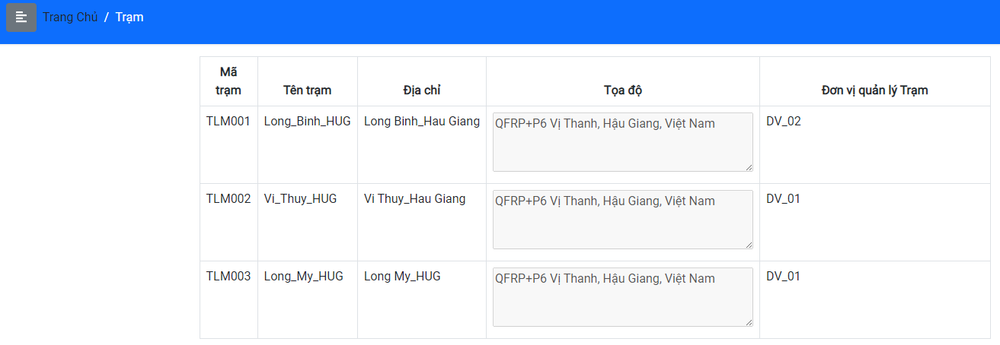 Trang Chủ / Trạm
Mã trạm Tên trạm Địa chỉ Tọa độ Đơn vị quản lý Trạm
TLM001 Long_Binh_HUG Long Binh_Hau Giang QFRP+P6 Vị Thanh, Hậu Giang, Việt Nam DV_02
TLM002 Vi_Thuy_HUG Vi Thuy_Hau Giang QFRP+P6 Vị Thanh, Hậu Giang, Việt Nam DV_01
TLM003 Long_My_HUG Long My_HUG QFRP+P6 Vị Thanh, Hậu Giang, Việt Nam DV_01